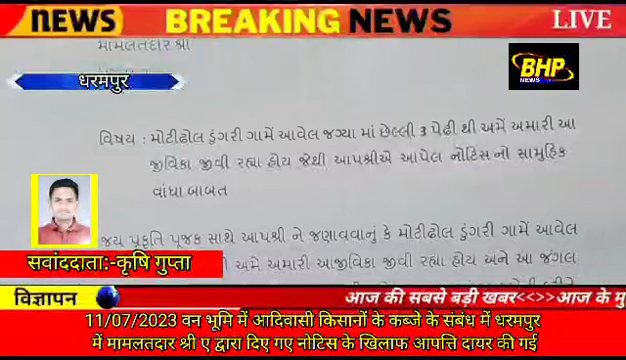 NEWS
BREAKING NEWS
LIVE
મામલતદાર શ્રી
BHP
NEWS
धरमपुर
વિષય : મોટીઢોલ ડુંગરી ગામેં આવેલ જગ્યા માં છેલ્લી 3 પેઢી થી અમેં અમારી આ
જીવિકા જીવી રહ્યા હોય જેથી આપશ્રીએ આપેલ નોટિસ નો સામુહિક
વાંધા બાબત
જય પ્રકૃતિ પૂજક સાથે આપશ્રી ને જણાવવાનું કે મોટીઢોલ ડુંગરી ગામેં આવેલ
અમે અમારી આજીવિકા જીવી રહ્યા હોય અને આ જંગલ
सवांददाता:-कृषि गुप्ता
विज्ञापन
आज की सबसे बड़ी खबर<<>>आज के मु
11/07/2023 वन भूमि में आदिवासी किसानों के कब्जे के संबंध में धरमपुर
में मामलतदार श्री ए द्वारा दिए गए नोटिस के खिलाफ आपत्ति दायर की गई